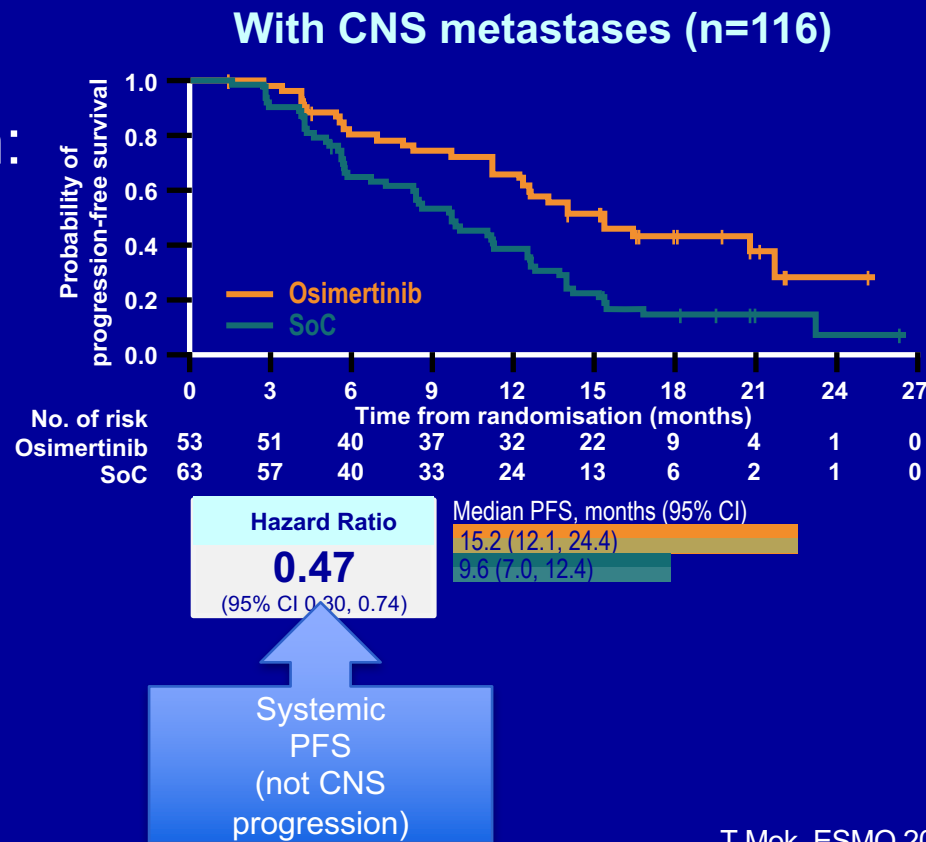 With CNS metastases (n=116)
Probability of
progression-free survival
1.0
0.8
0.6
0.4
0.2
0.0
Osimertinib
SoC
0 3 6 9 12 15 18 21 24 27
Time from randomisation (months)
No. of risk
Osimertinib 53 51 40 37 32 22 9 4 1 0
SoC 63 57 40 33 24 13 6 2 1 0
Hazard Ratio
0.47
(95% CI 0.30, 0.74)
Median PFS, months (95% CI)
15.2 (12.1, 24.4)
9.6 (7.0, 12.4)
Systemic
PFS
(not CNS
progression)
T Mok, ESMO